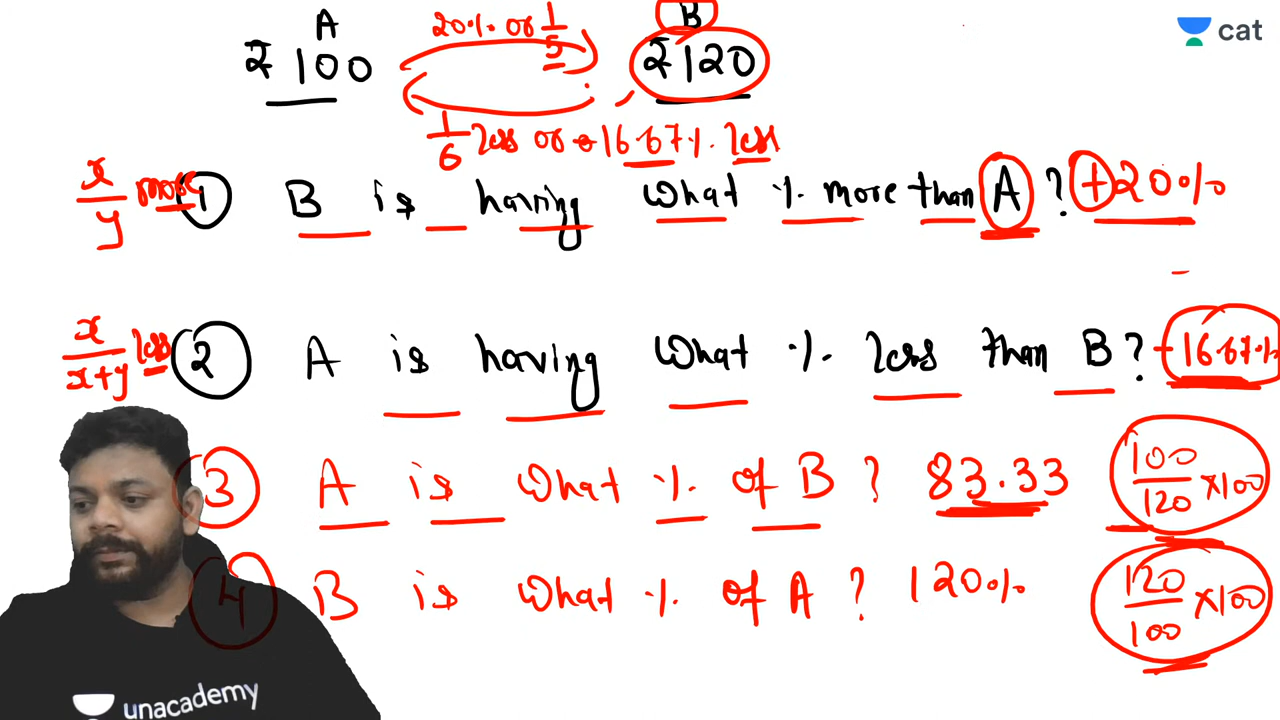 A 20% or 1/5 B
₹ 100 ₹ 120
cat
1/6 less or → 16.67% less
x/y more 1 B is having what % more than A ? +20%
x/x+y less 2 A is having what % less than B ? -16.67%
3 A is what % of B ? 83.33 100/120 ×100
4 B is what % of A ? 120% 120/100 ×100
unacademy